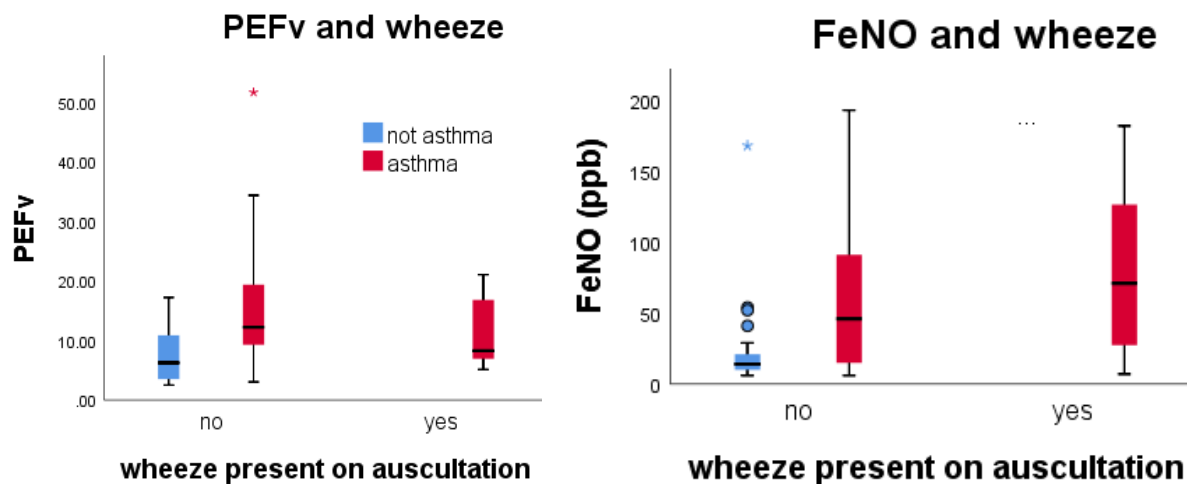 PEFv and wheeze
PEFv
50.00
40.00
30.00
20.00
10.00
.00
not asthma
asthma
no
yes
wheeze present on auscultation
FeNO and wheeze
FeNO (ppb)
200
150
100
50
0
...
no
yes
wheeze present on auscultation